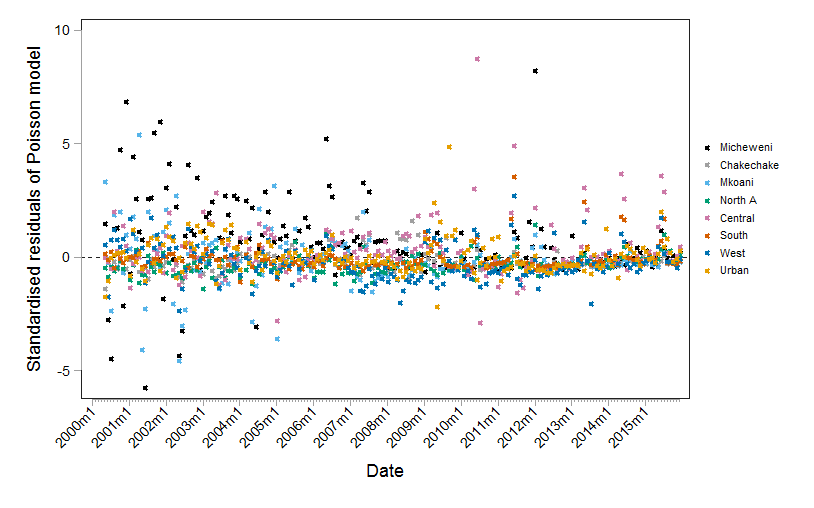 Standardised residuals of Poisson model
10
5
0
-5
2000m1
2001m1
2002m1
2003m1
2004m1
2005m1
2006m1
2007m1
2008m1
2009m1
2010m1
2011m1
2012m1
2013m1
2014m1
2015m1
Date
Micheweni
Chakechake
Mkoani
North A
Central
South
West
Urban